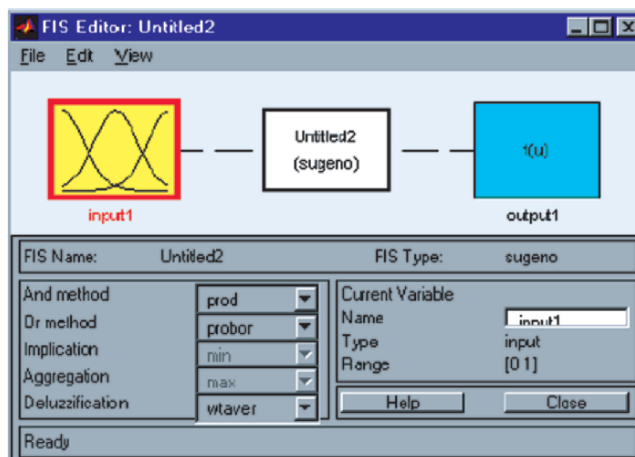 FIS Editor: Untitled2
File Edit View
Untitled2
(sugeno)
f(u)
input1
output1
FIS Name: Untitled2 FIS Type: sugeno
And method prod
Or method probor
Implication min
Aggregation max
Defuzzification wtaver
Current Variable
Name input1
Type input
Range [0 1]
Help Close
Ready